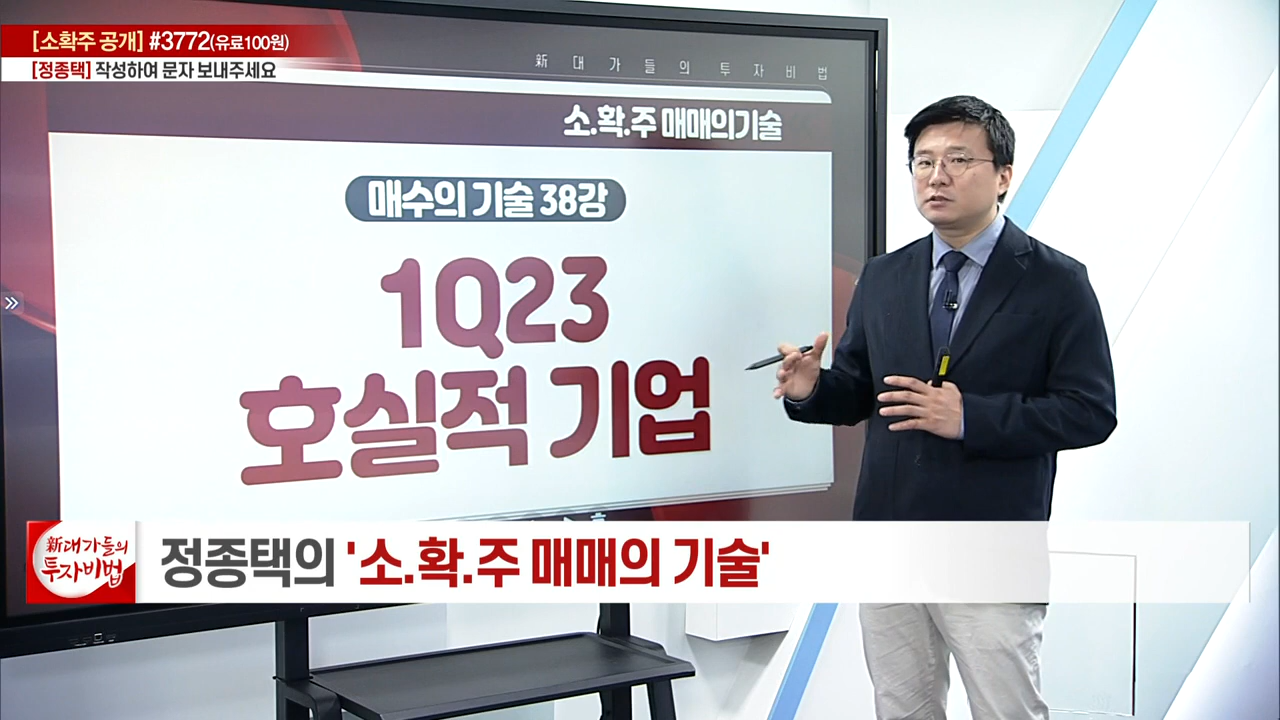 [소확주 공개] #3772(유료100원)
[정종택] 작성하여 문자 보내주세요
新 대 가 들 의 투 자 비 법
소.확.주 매매의기술
매수의 기술 38강
1Q23
호실적 기업
新대가들의
투자비법
정종택의 '소.확.주 매매의 기술'